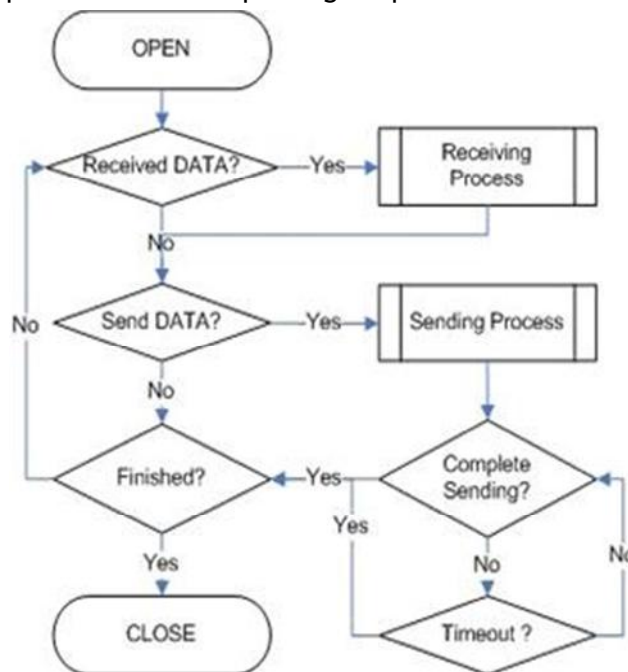 OPEN
Received DATA?
Yes
Receiving
Process
No
Send DATA?
Yes
Sending Process
No
No
Finished?
Yes
Complete
Sending?
Yes
No
No
Yes
CLOSE
Timeout ?